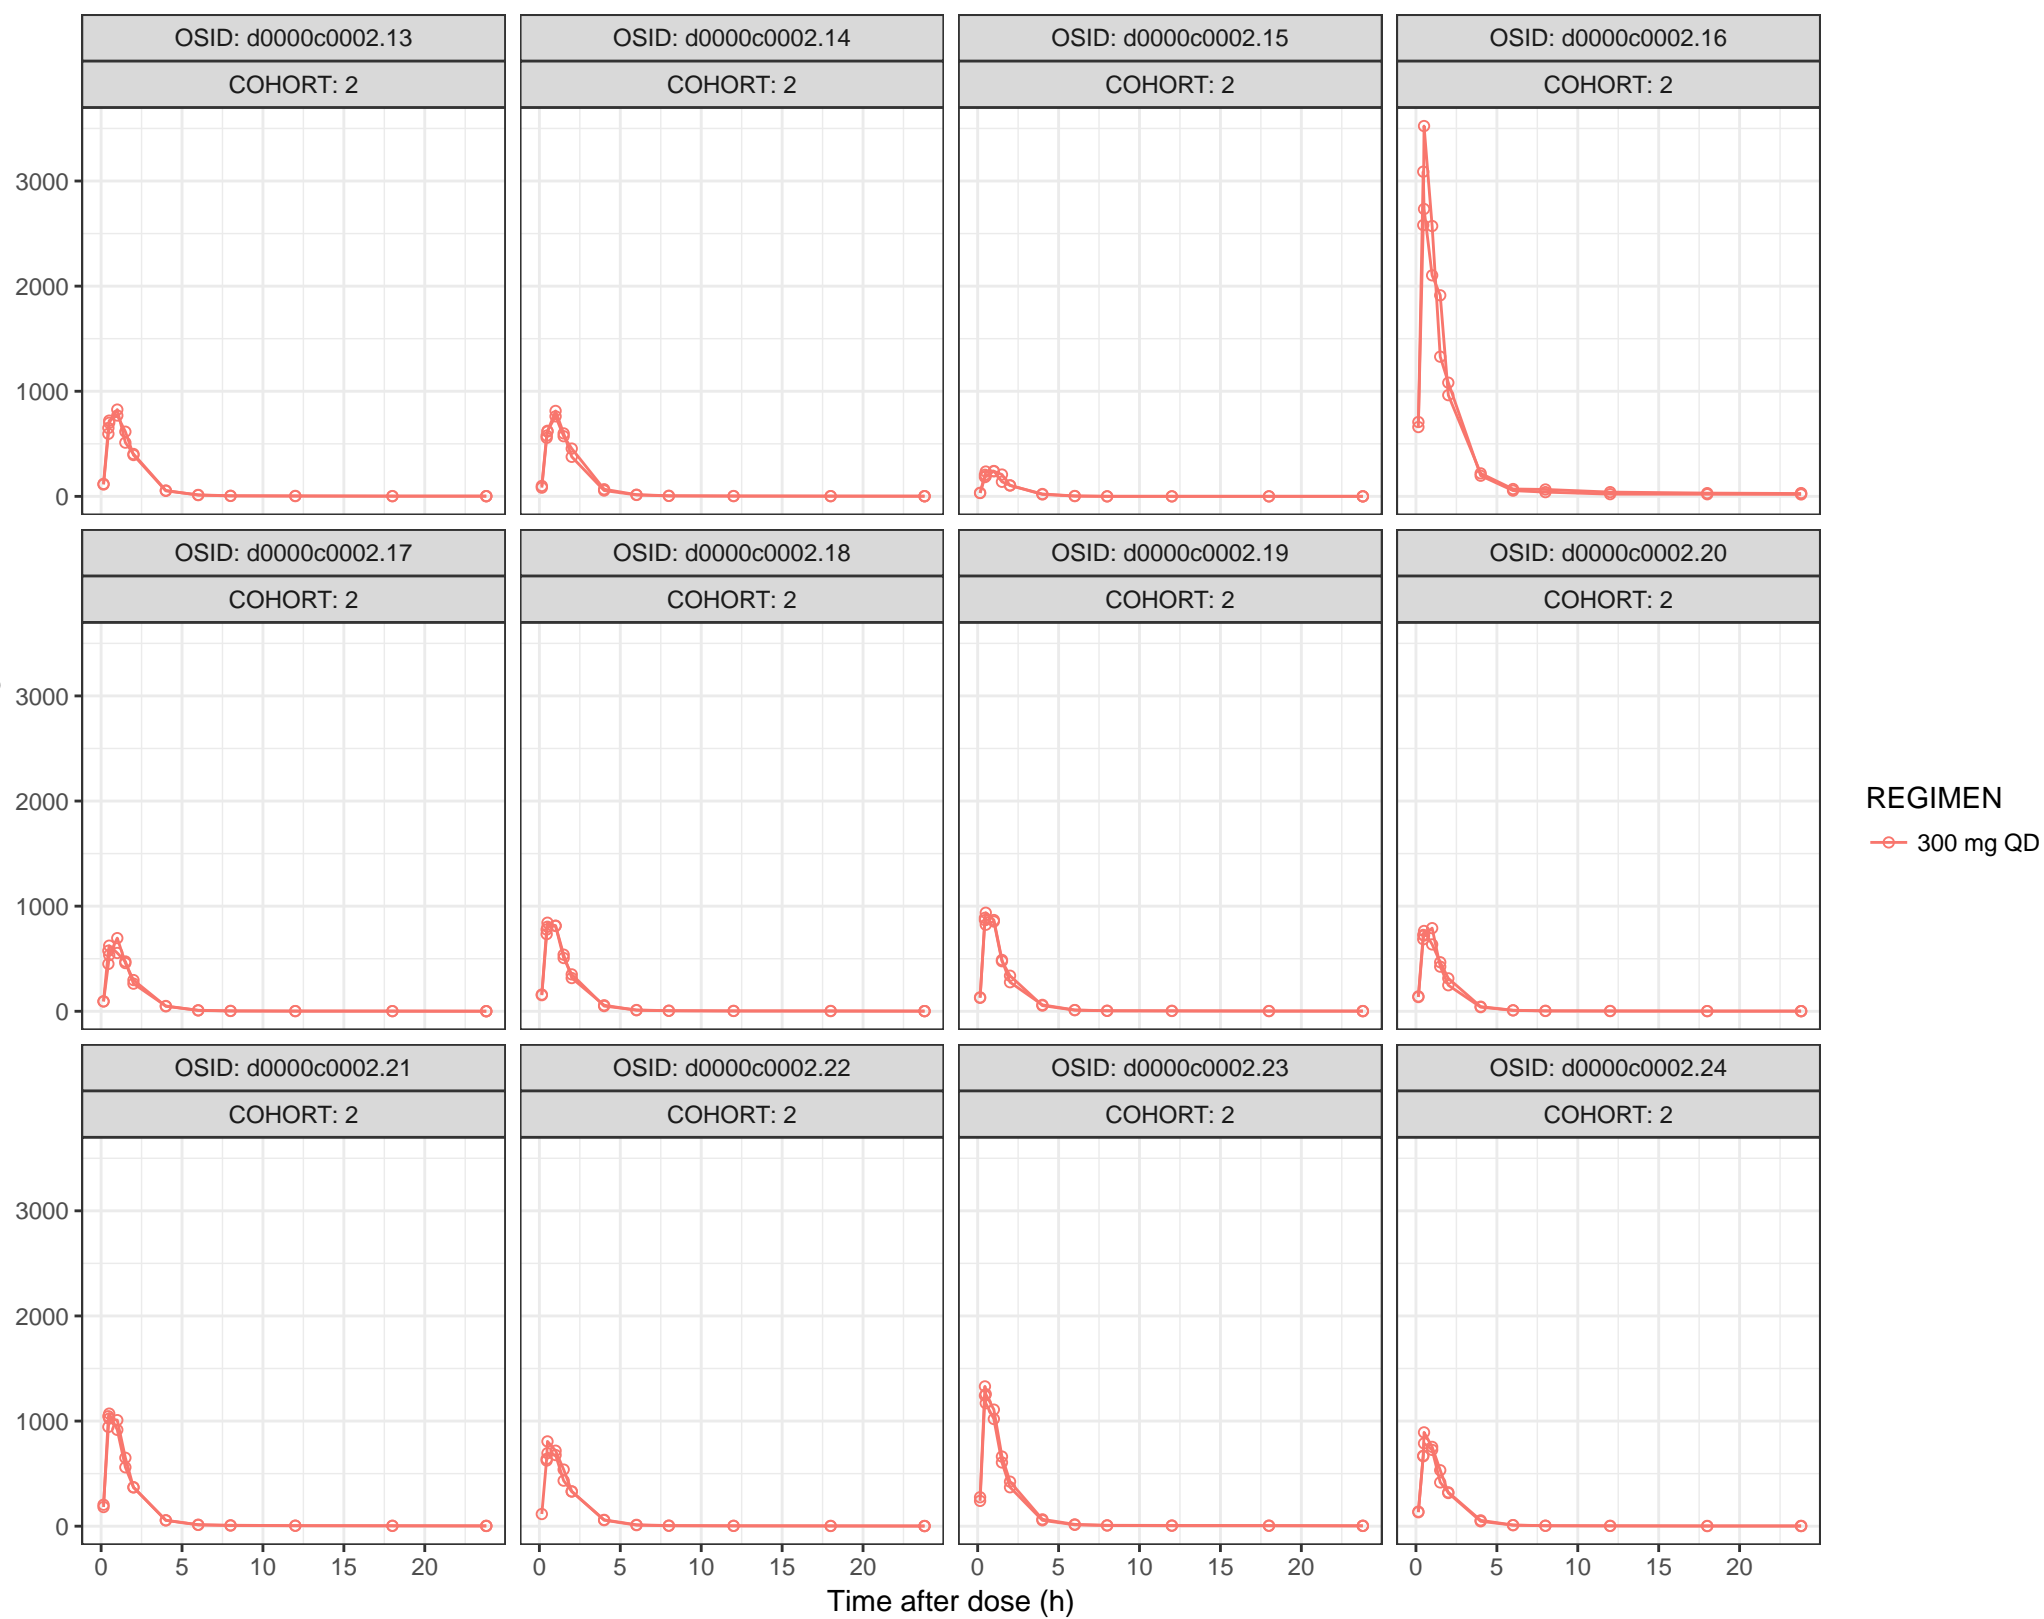 OSID: d0000c0002.13 OSID: d0000c0002.14 OSID: d0000c0002.15 OSID: d0000c0002.16
COHORT: 2 COHORT: 2 COHORT: 2 COHORT: 2
3000
2000
1000
0
OSID: d0000c0002.17 OSID: d0000c0002.18 OSID: d0000c0002.19 OSID: d0000c0002.20
COHORT: 2 COHORT: 2 COHORT: 2 COHORT: 2
3000
2000
1000
0
OSID: d0000c0002.21 OSID: d0000c0002.22 OSID: d0000c0002.23 OSID: d0000c0002.24
COHORT: 2 COHORT: 2 COHORT: 2 COHORT: 2
3000
2000
1000
0
0 5 10 15 20 0 5 10 15 20 0 5 10 15 20 0 5 10 15 20
Time after dose (h)
REGIMEN
300 mg QD